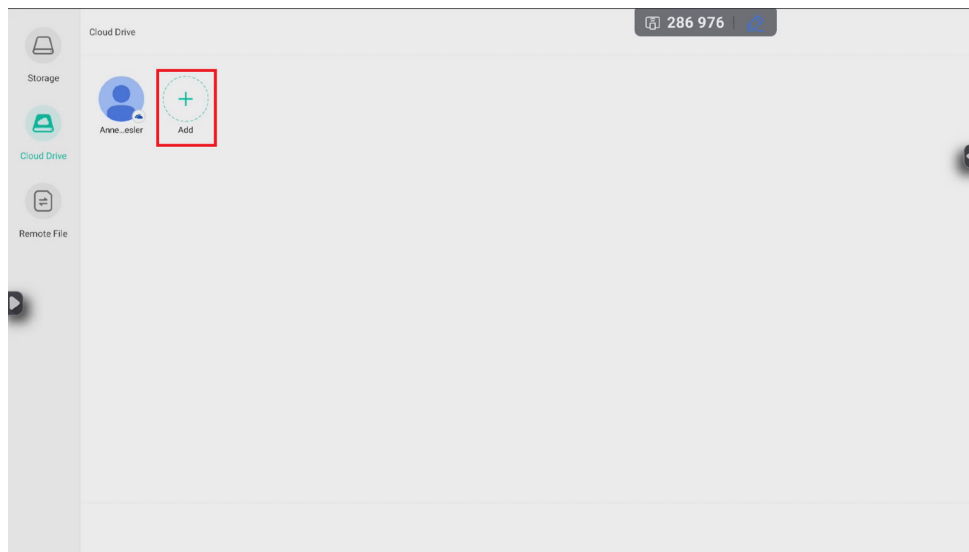 Cloud Drive
286 976
Storage
Anne...esler
Add
Cloud Drive
Remote File